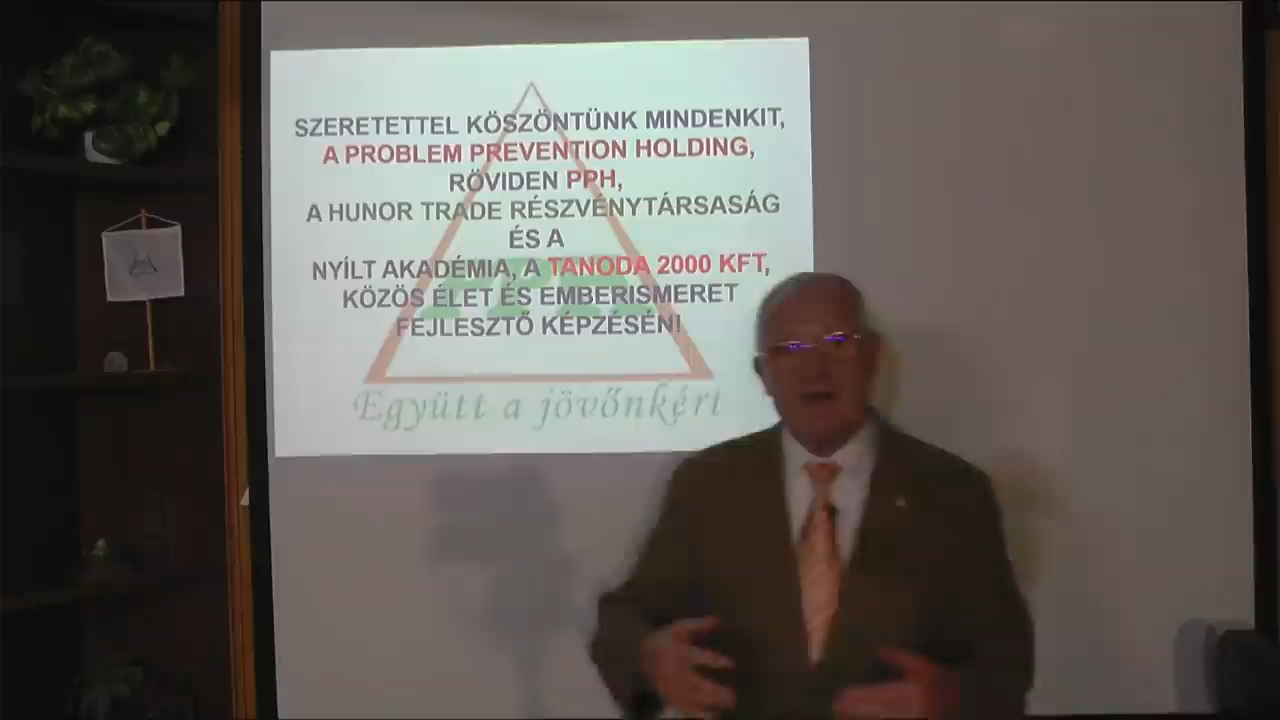 SZERETETTEL KÖSZÖNTÜNK MINDENKIT,
A PROBLEM PREVENTION HOLDING,
RÖVIDEN PPH,
A HUNOR TRADE RÉSZVÉNYTÁRSASÁG
ÉS A
NYÍLT AKADÉMIA, A TANODA 2000 KFT,
KÖZÖS ÉLET ÉS EMBERISMERET
FEJLESZTŐ KÉPZÉSÉN!
PPH
Együtt a jövőnkért